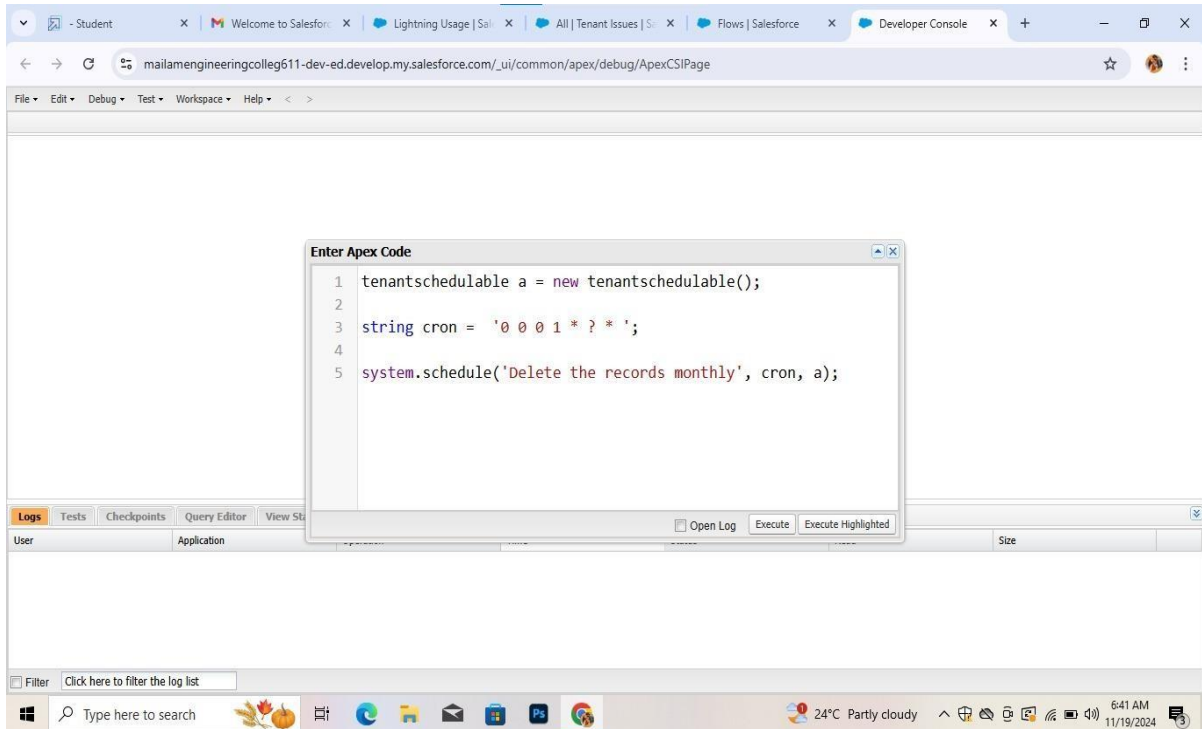 - Student
Welcome to Salesforc
Lightning Usage | Sal
All | Tenant Issues | S
Flows | Salesforce
Developer Console
mailamengineeringcolleg611-dev-ed.develop.my.salesforce.com/_ui/common/apex/debug/ApexCSIPage
File Edit Debug Test Workspace Help < >
Enter Apex Code
1 tenantschedulable a = new tenantschedulable();
2
3 string cron = '0 0 0 1 * ? * ';
4
5 system.schedule('Delete the records monthly', cron, a);
Open Log Execute Execute Highlighted
Logs Tests Checkpoints Query Editor View Sta
User Application Size
Filter Click here to filter the log list
Type here to search
Ps
24°C Partly cloudy
6:41 AM
11/19/2024
3